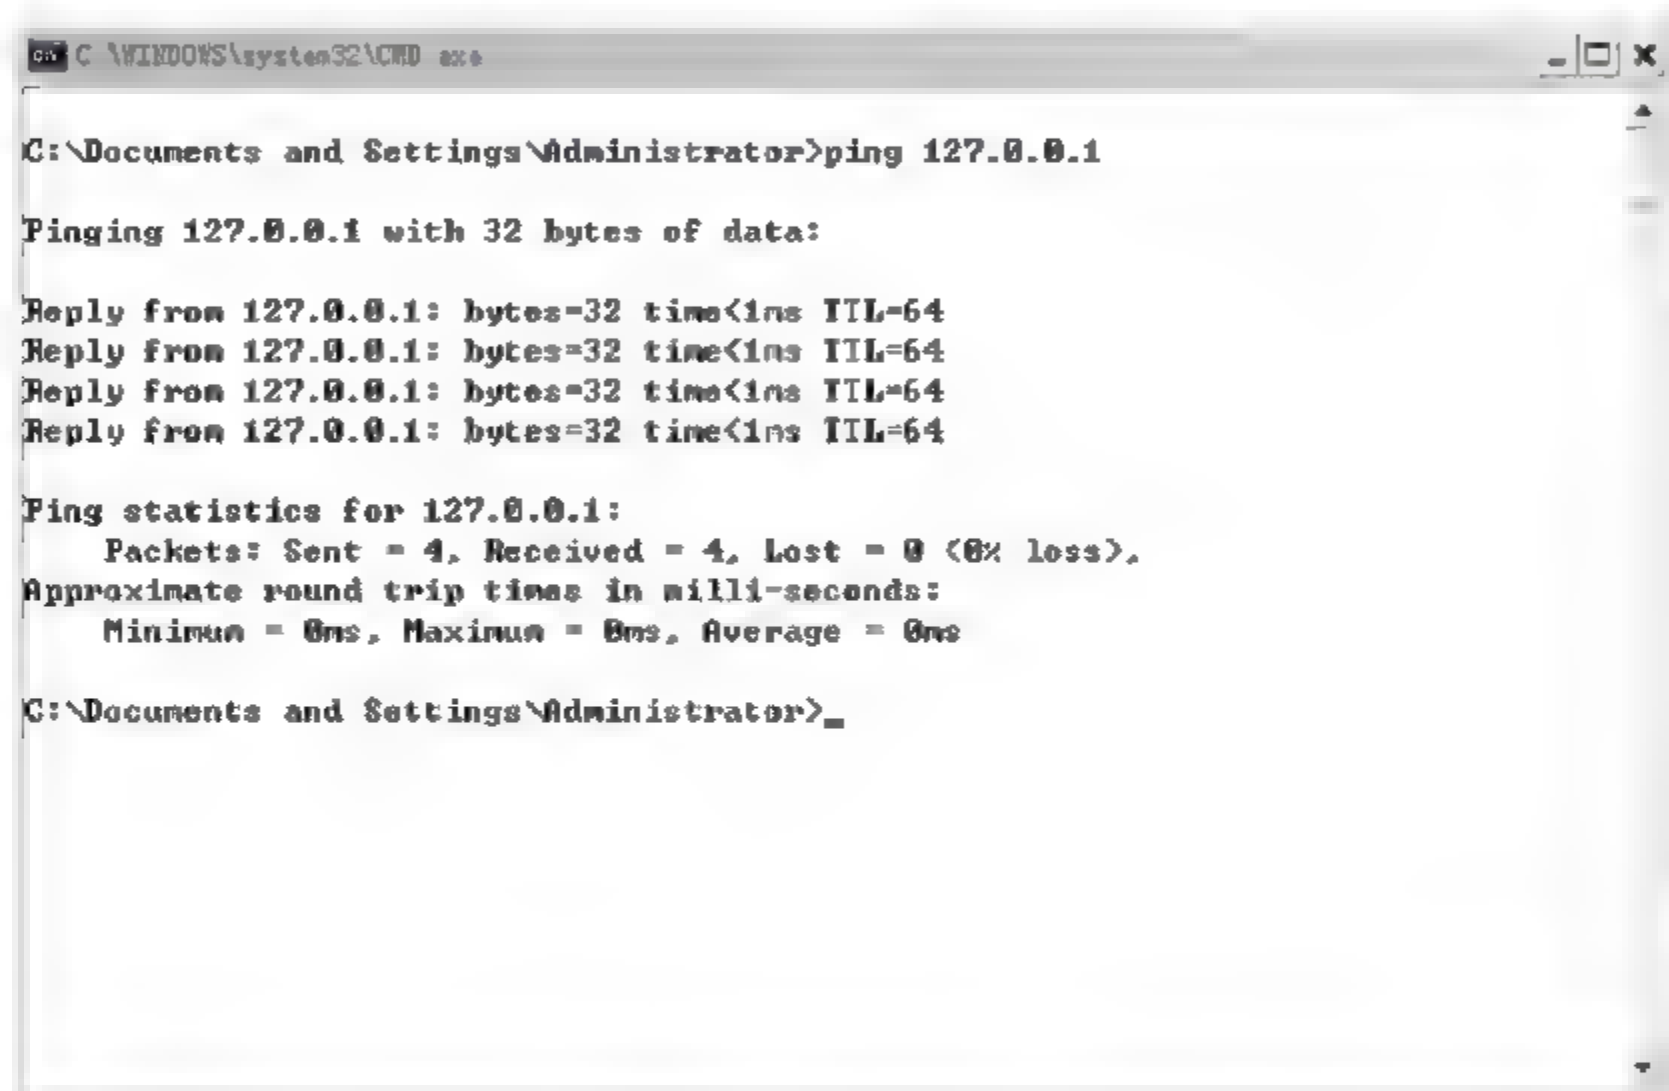 C:\WINDOWS\system32\CMD.exe
C:\Documents and Settings\Administrator>ping 127.0.0.1
Pinging 127.0.0.1 with 32 bytes of data:
Reply from 127.0.0.1: bytes=32 time<1ms TTL=64
Reply from 127.0.0.1: bytes=32 time<1ms TTL=64
Reply from 127.0.0.1: bytes=32 time<1ms TTL=64
Reply from 127.0.0.1: bytes=32 time<1ms TTL=64
Ping statistics for 127.0.0.1:
    Packets: Sent = 4, Received = 4, Lost = 0 (0% loss),
Approximate round trip times in milli-seconds:
    Minimum = 0ms, Maximum = 0ms, Average = 0ms
C:\Documents and Settings\Administrator>_